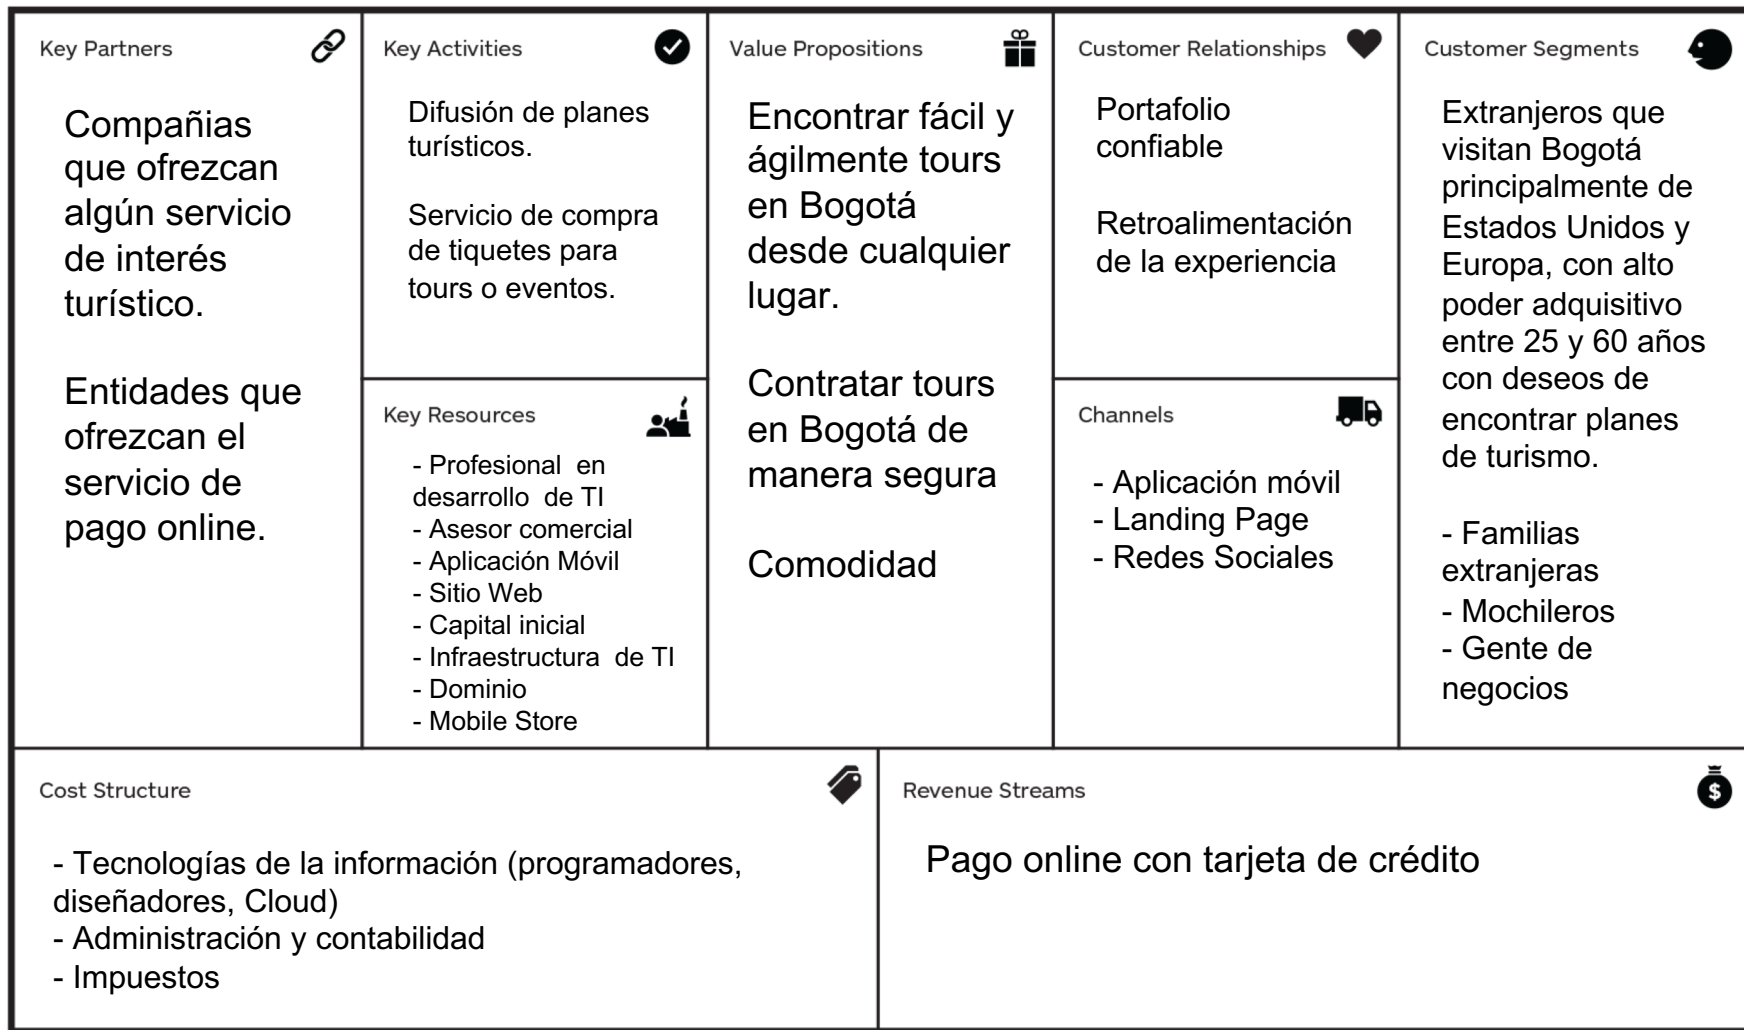 Key Partners
Compañias
que ofrezcan
algún servicio
de interés
turístico.
Entidades que
ofrezcan el
servicio de
pago online.
Key Activities
Difusión de planes
turísticos.
Servicio de compra
de tiquetes para
tours o eventos.
Key Resources
- Profesional en
desarrollo de TI
- Asesor comercial
- Aplicación Móvil
- Sitio Web
- Capital inicial
- Infraestructura de TI
- Dominio
- Mobile Store
Value Propositions
Encontrar fácil y
ágilmente tours
en Bogotá
desde cualquier
lugar.
Contratar tours
en Bogotá de
manera segura
Comodidad
Customer Relationships
Portafolio
confiable
Retroalimentación
de la experiencia
Channels
- Aplicación móvil
- Landing Page
- Redes Sociales
Customer Segments
Extranjeros que
visitan Bogotá
principalmente de
Estados Unidos y
Europa, con alto
poder adquisitivo
entre 25 y 60 años
con deseos de
encontrar planes
de turismo.
- Familias
extranjeras
- Mochileros
- Gente de
negocios
Cost Structure
- Tecnologías de la información (programadores,
diseñadores, Cloud)
- Administración y contabilidad
- Impuestos
Revenue Streams
$
Pago online con tarjeta de crédito